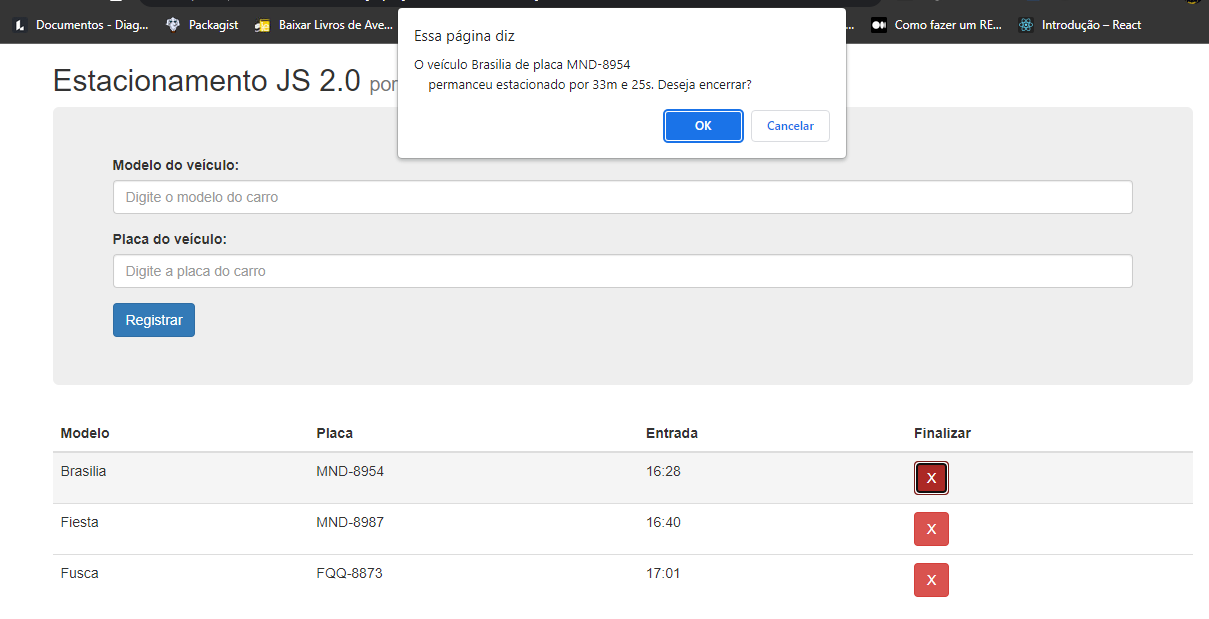 Documentos - Diag...
Packagist
Baixar Livros de Ave...
...
Como fazer um RE...
Introdução – React
Essa página diz
O veículo Brasilia de placa MND-8954
permanceu estacionado por 33m e 25s. Deseja encerrar?
OK
Cancelar
Estacionamento JS 2.0 por
Modelo do veículo:
Digite o modelo do carro
Placa do veículo:
Digite a placa do carro
Registrar
Modelo Placa Entrada Finalizar
Brasilia MND-8954 16:28 X
Fiesta MND-8987 16:40 X
Fusca FQQ-8873 17:01 X